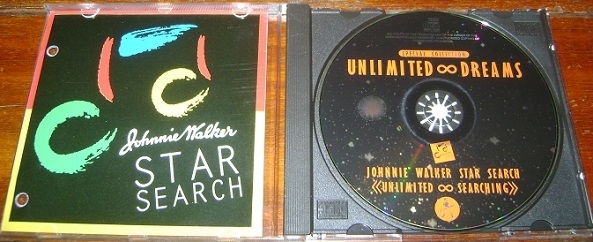 Johnnie Walker
STAR
SEARCH
SPECIAL COLLECTION
UNLIMITED ∞ DREAMS
JOHNNIE WALKER STAR SEARCH
《UNLIMITED ∞ SEARCHING》